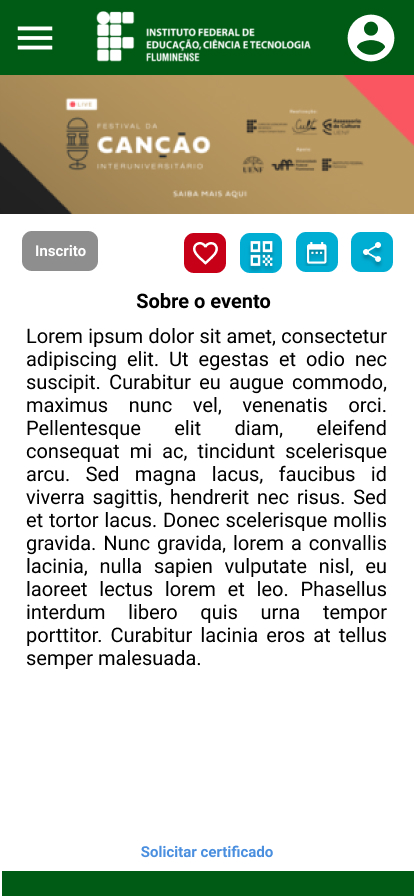 INSTITUTO FEDERAL DE
EDUCAÇÃO, CIÊNCIA E TECNOLOGIA
FLUMINENSE
LIVE
FESTIVAL DA
CANÇÃO
INTERUNIVERSITÁRIO
Realização:
Apoio:
UENF
uff
SAIBA MAIS AQUI
Inscrito
Sobre o evento
Lorem ipsum dolor sit amet, consectetur
adipiscing elit. Ut egestas et odio nec
suscipit. Curabitur eu augue commodo,
maximus nunc vel, venenatis orci.
Pellentesque elit diam, eleifend
consequat mi ac, tincidunt scelerisque
arcu. Sed magna lacus, faucibus id
viverra sagittis, hendrerit nec risus. Sed
et tortor lacus. Donec scelerisque mollis
gravida. Nunc gravida, lorem a convallis
lacinia, nulla sapien vulputate nisl, eu
laoreet lectus lorem et leo. Phasellus
interdum libero quis urna tempor
porttitor. Curabitur lacinia eros at tellus
semper malesuada.
Solicitar certificado